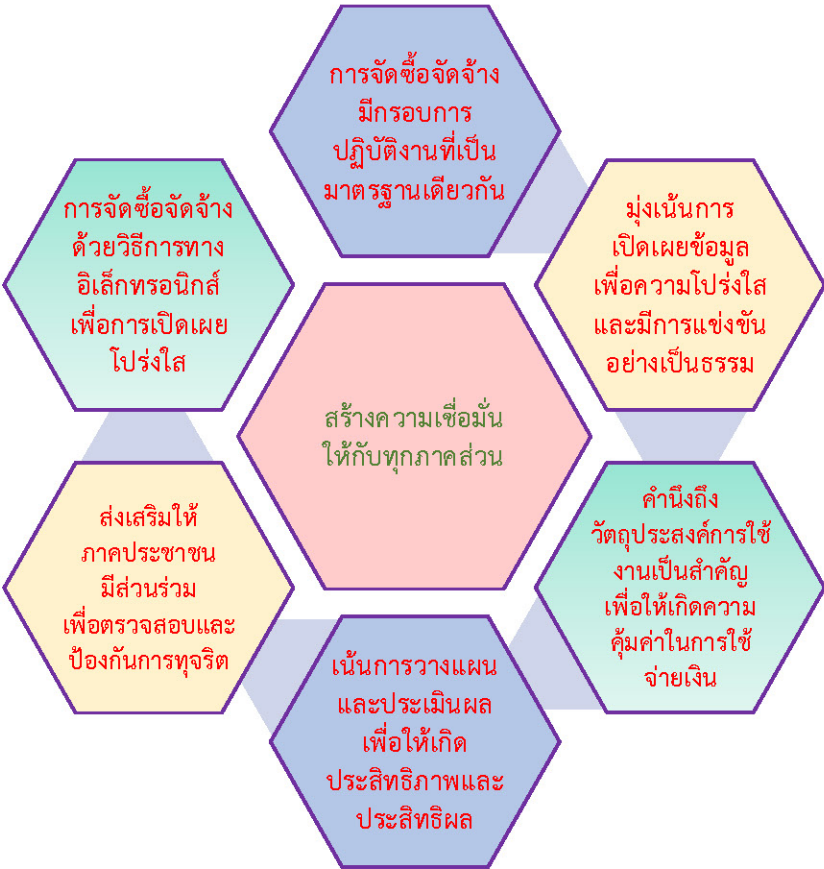 การจัดซื้อจัดจ้าง
มีกรอบการ
ปฏิบัติงานที่เป็น
มาตรฐานเดียวกัน
มุ่งเน้นการ
เปิดเผยข้อมูล
เพื่อความโปร่งใส
และมีการแข่งขัน
อย่างเป็นธรรม
คำนึงถึง
วัตถุประสงค์การใช้
งานเป็นสำคัญ
เพื่อให้เกิดความ
คุ้มค่าในการใช้
จ่ายเงิน
เน้นการวางแผน
และประเมินผล
เพื่อให้เกิด
ประสิทธิภาพและ
ประสิทธิผล
ส่งเสริมให้
ภาคประชาชน
มีส่วนร่วม
เพื่อตรวจสอบและ
ป้องกันการทุจริต
การจัดซื้อจัดจ้าง
ด้วยวิธีการทาง
อิเล็กทรอนิกส์
เพื่อการเปิดเผย
โปร่งใส
สร้างความเชื่อมั่น
ให้กับทุกภาคส่วน